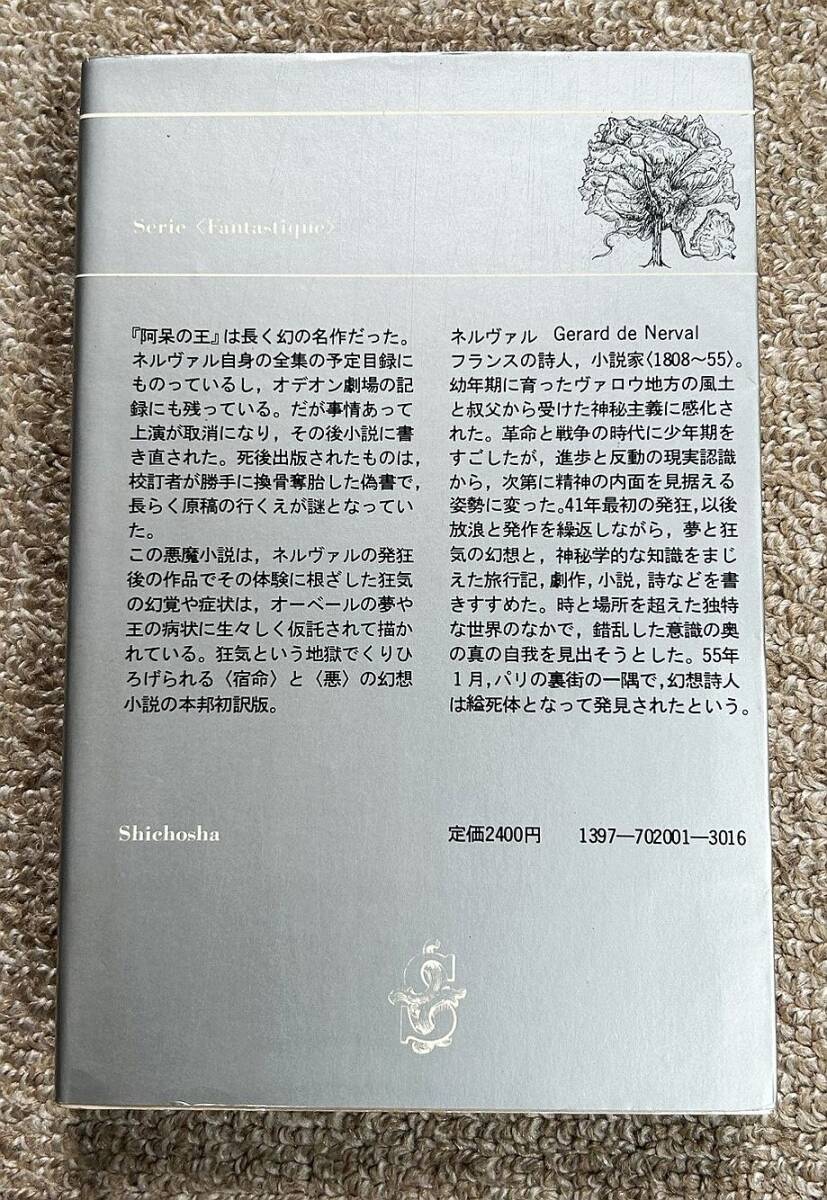 Serie 〈Fantastique〉
『阿呆の王』は長く幻の名作だった。
ネルヴァル自身の全集の予定目録に
ものっているし，オデオン劇場の記
録にも残っている。だが事情あって
上演が取消になり，その後小説に書
き直された。死後出版されたものは，
校訂者が勝手に換骨奪胎した偽書で，
長らく原稿の行くえが謎となってい
た。
この悪魔小説は，ネルヴァルの発狂
後の作品でその体験に根ざした狂気
の幻覚や症状は，オーベールの夢や
王の病状に生々しく仮託されて描か
れている。狂気という地獄でくりひ
ろげられる〈宿命〉と〈悪〉の幻想
小説の本邦初訳版。
ネルヴァル Gerard de Nerval
フランスの詩人，小説家〈1808～55〉。
幼年期に育ったヴァロウ地方の風土
と叔父から受けた神秘主義に感化さ
れた。革命と戦争の時代に少年期を
すごしたが，進歩と反動の現実認識
から，次第に精神の内面を見据える
姿勢に変った。41年最初の発狂，以後
放浪と発作を繰返しながら，夢と狂
気の幻想と，神秘学的な知識をまじ
えた旅行記，劇作，小説，詩などを書
きすすめた。時と場所を超えた独特
な世界のなかで，錯乱した意識の奥
の真の自我を見出そうとした。55年
1月，パリの裏街の一隅で，幻想詩人
は縊死体となって発見されたという。
Shichosha
定価2400円 1397—702001—3016